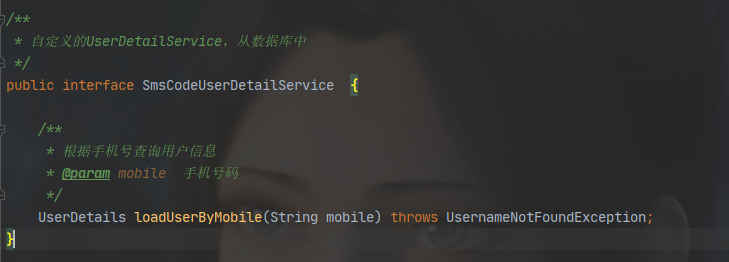 /**
 * 自定义的UserDetailService，从数据库中
 */
public interface SmsCodeUserDetailService  {
    /**
     * 根据手机号查询用户信息
     * @param mobile  手机号码
     */
    UserDetails loadUserByMobile(String mobile) throws UsernameNotFoundException;
}